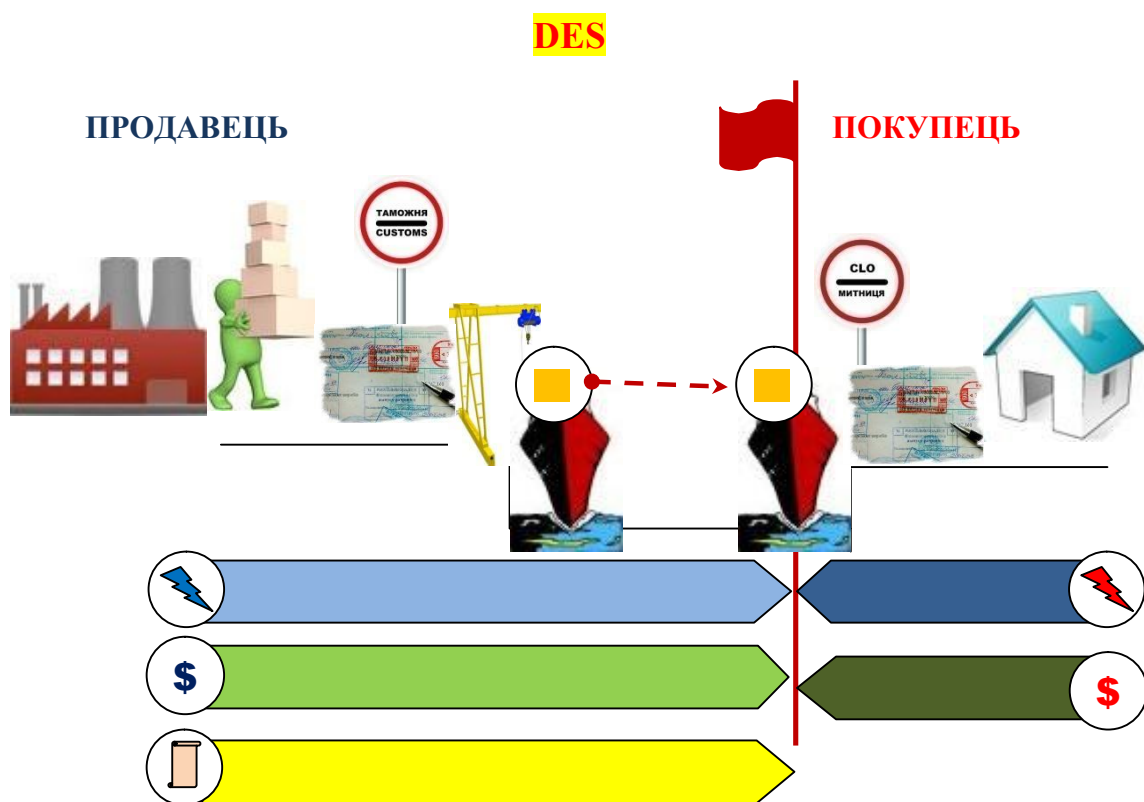 DES
ПРОДАВЕЦЬ
ПОКУПЕЦЬ
ТАМОЖНЯ
CUSTOMS
CLO
МИТНИЦЯ
$
$